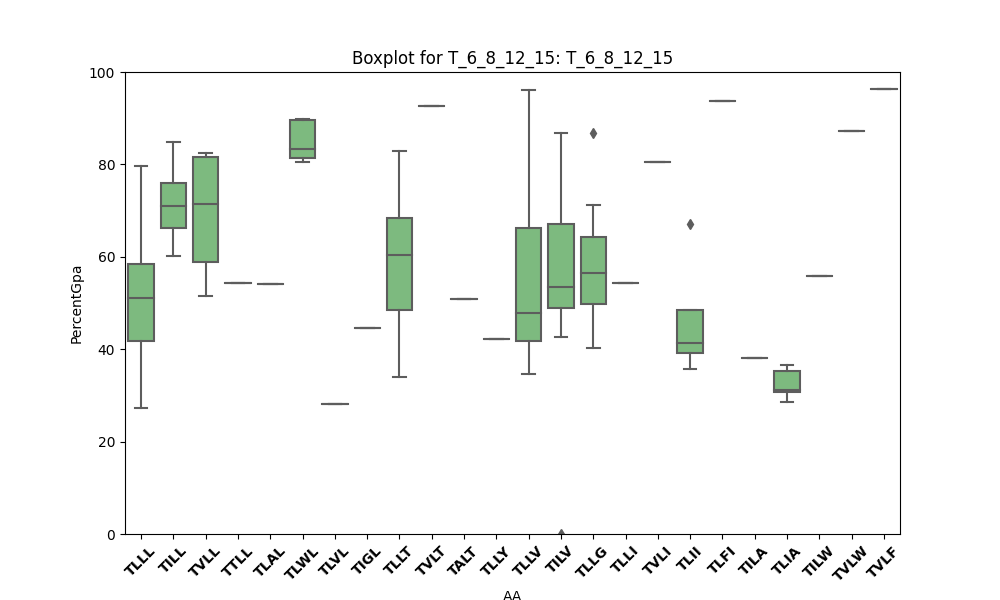 Boxplot for T_6_8_12_15: T_6_8_12_15
100
80
60
40
20
0
PercentGpa
TLLL TILL TVLL TTLL TLAL TLWL TLVL TIGL TLLT TVLT TALT TLLY TLLV TILV TLLG TLLI TVLI TLII TLFI TILA TLIA TILW TVLW TVLF
AA